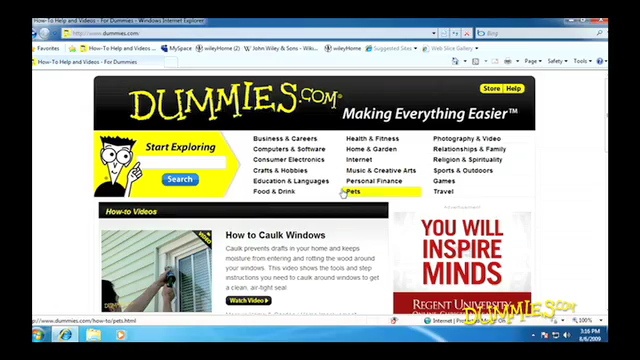 How-To Help and Videos - For Dummies - Windows Internet Explorer
http://www.dummies.com/
Bing
Favorites
How-To Help and Videos ...
MySpace
wileyHome (2)
John Wiley & Sons - Wiki...
wileyHome
Suggested Sites
Web Slice Gallery
How-To Help and Videos - For Dummies
Page
Safety
Tools
DUMMIES.COM®
Making Everything Easier™
Store
Help
Start Exploring
Search
Business & Careers
Computers & Software
Consumer Electronics
Crafts & Hobbies
Education & Languages
Food & Drink
Health & Fitness
Home & Garden
Internet
Music & Creative Arts
Personal Finance
Pets
Photography & Video
Relationships & Family
Religion & Spirituality
Sports & Outdoors
Games
Travel
How-to Videos
VIDEO
How to Caulk Windows
Caulk prevents drafts in your home and keeps
moisture from entering and rotting the wood around
your windows. This video shows the tools and step
instructions you need to caulk around windows to get
a clean, air-tight seal
Watch Video
Advertisement
YOU WILL
INSPIRE
MINDS
REGENT UNIVERSITY
DUMMIES.COM
http://www.dummies.com/how-to/pets.html
Internet | Protected
100%
3:16 PM
8/6/2009